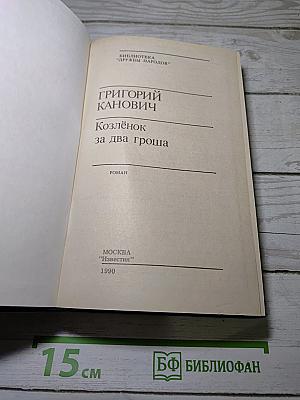 БИБЛИОТЕКА
"ДРУЖБЫ НАРОДОВ"
ГРИГОРИЙ
КАНОВИЧ
Козлёнок
за два гроша
РОМАН
МОСКВА
"Известия"
1990
15 см
БФ БИБЛИОФАН